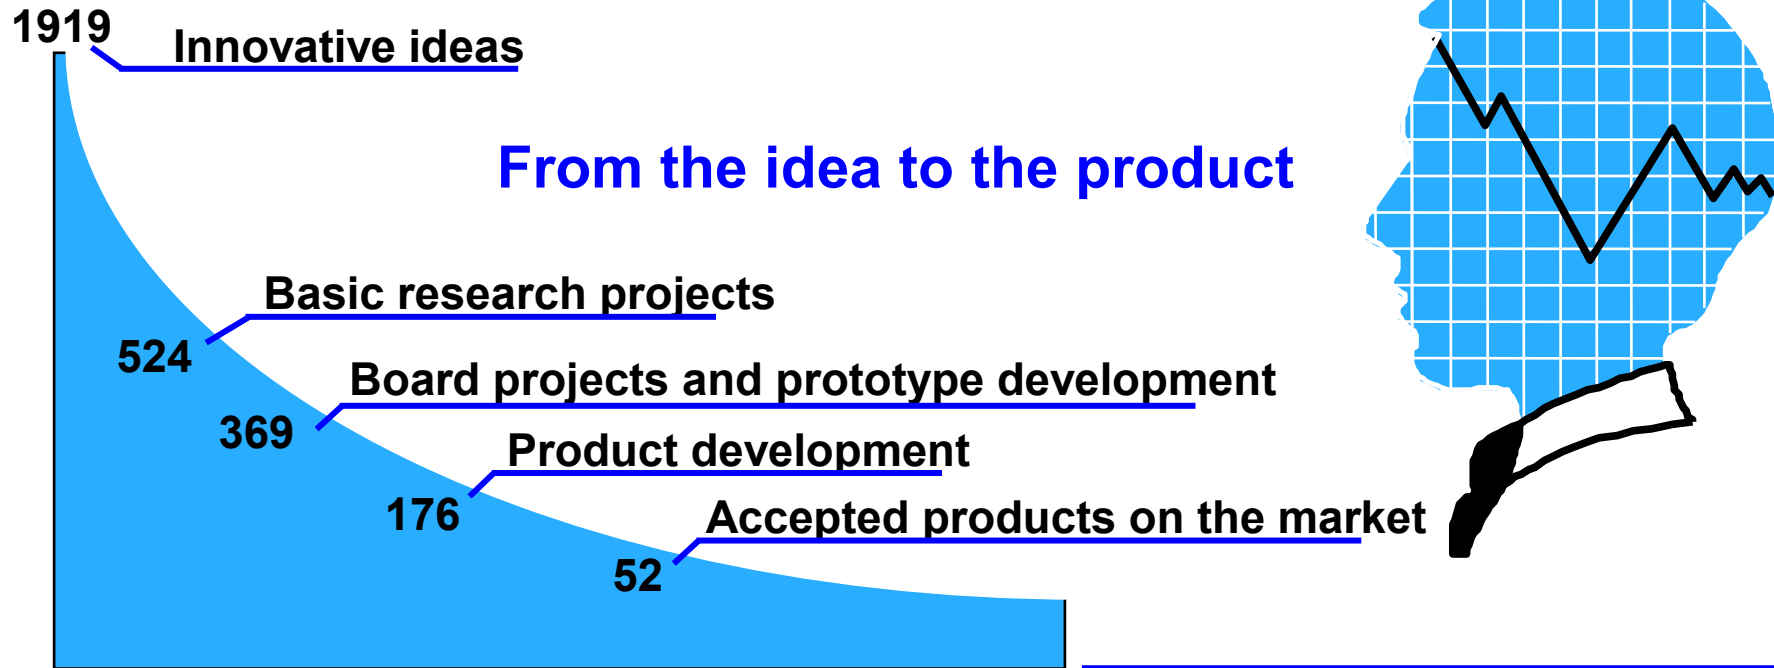 1919
Innovative ideas
From the idea to the product
Basic research projects
524
Board projects and prototype development
369
Product development
176
Accepted products on the market
52